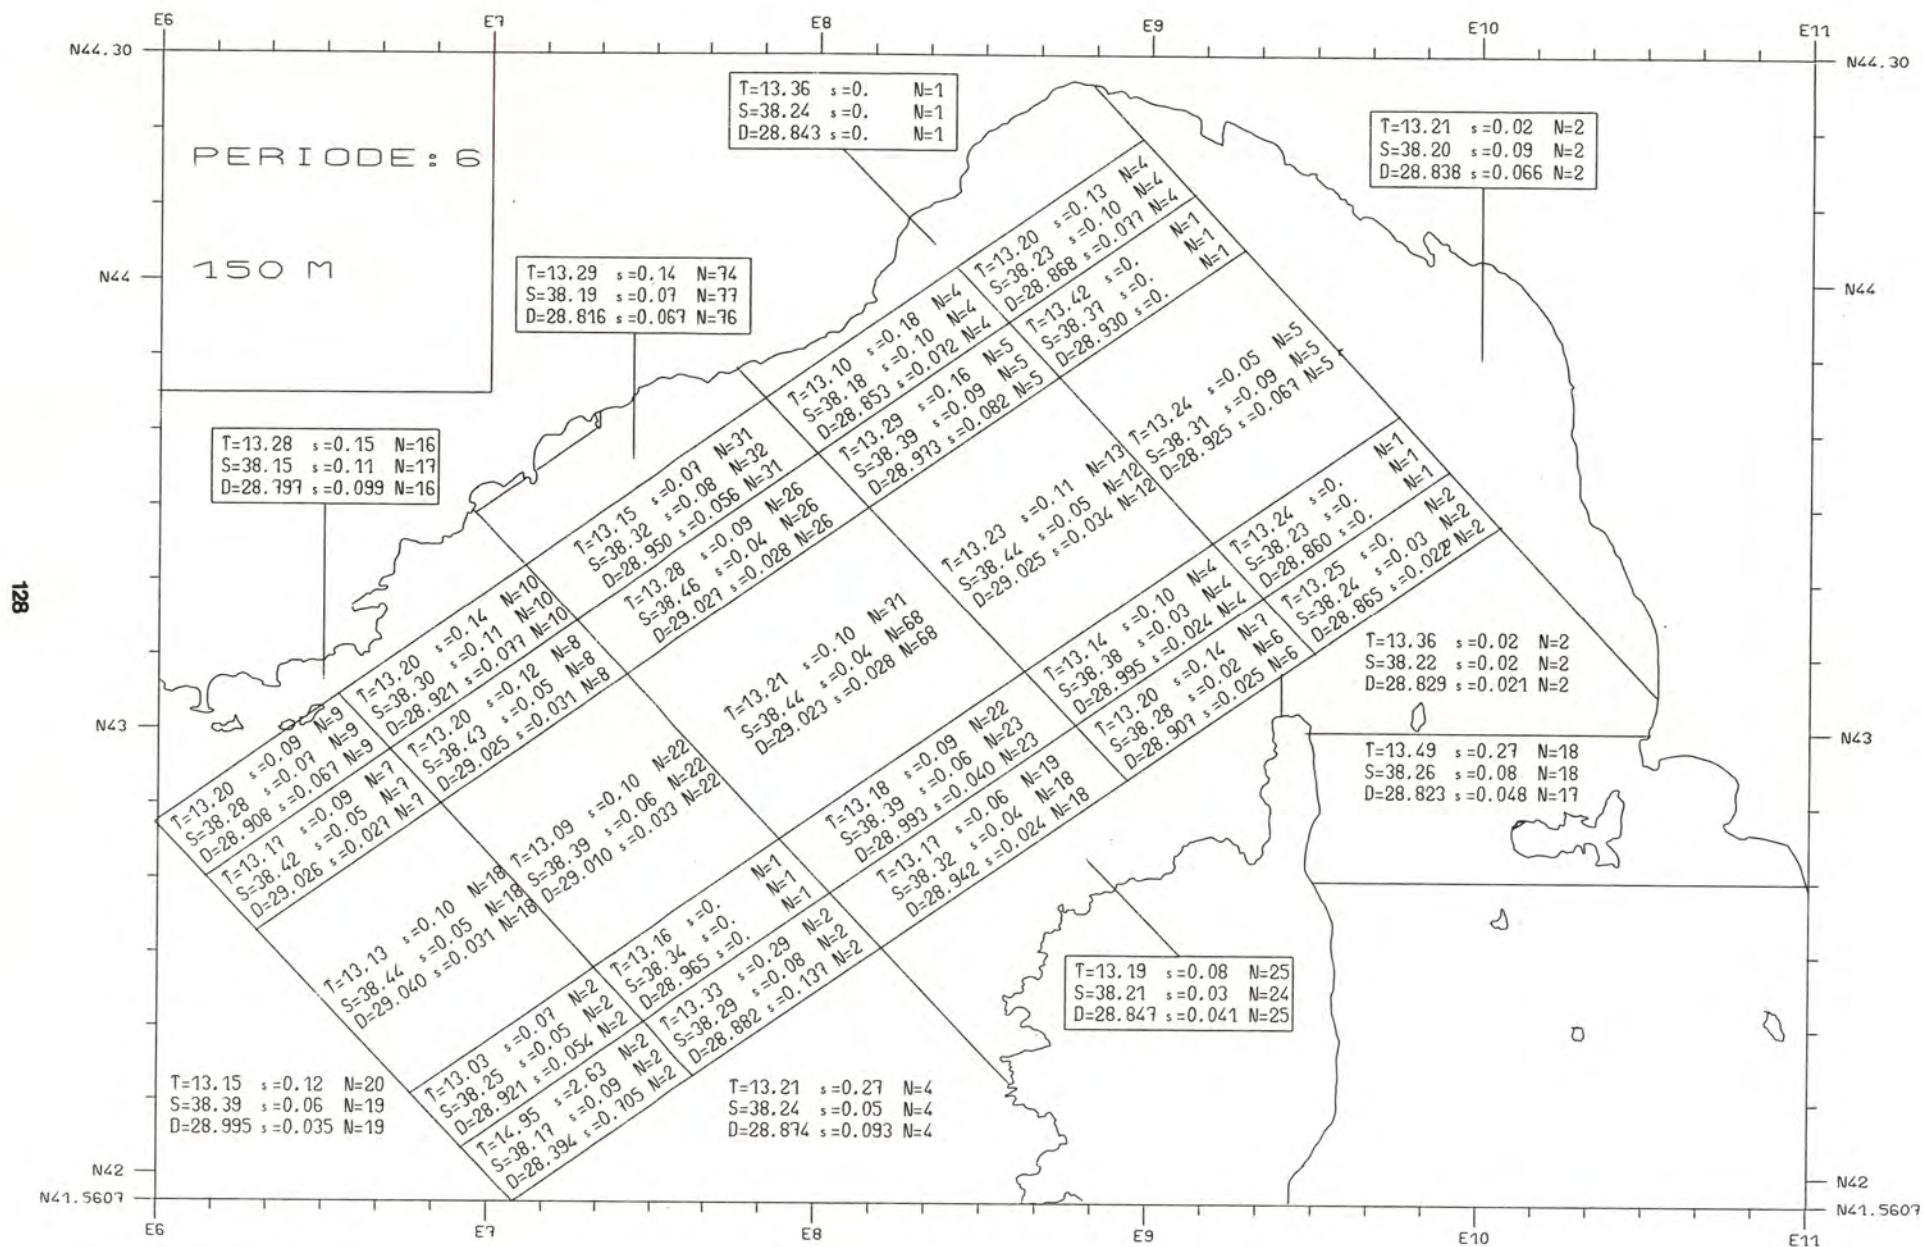 E6 E7 E8 E9 E10 E11
N44.30
N44.30
PERIODE:6
150 M
T=13.36 s=0. N=1
S=38.24 s=0. N=1
D=28.843 s=0. N=1
T=13.21 s=0.02 N=2
S=38.20 s=0.09 N=2
D=28.838 s=0.066 N=2
T=13.29 s=0.14 N=74
S=38.19 s=0.07 N=77
D=28.816 s=0.067 N=76
N44
N44
T=13.28 s=0.15 N=16
S=38.15 s=0.11 N=17
D=28.797 s=0.099 N=16
T=13.20 s=0.13 N=4
S=38.23 s=0.10 N=4
D=28.868 s=0.077 N=4
T=13.42 s=0. N=1
S=38.37 s=0. N=1
D=28.930 s=0. N=1
T=13.10 s=0.18 N=4
S=38.18 s=0.10 N=4
D=28.853 s=0.072 N=4
T=13.29 s=0.16 N=5
S=38.39 s=0.09 N=5
D=28.973 s=0.082 N=5
T=13.24 s=0.05 N=5
S=38.31 s=0.09 N=5
D=28.925 s=0.067 N=5
T=13.15 s=0.07 N=31
S=38.32 s=0.08 N=32
D=28.950 s=0.056 N=31
T=13.28 s=0.09 N=26
S=38.46 s=0.04 N=26
D=29.027 s=0.028 N=26
T=13.23 s=0.11 N=13
S=38.44 s=0.05 N=12
D=29.025 s=0.034 N=12
T=13.24 s=0. N=1
S=38.23 s=0. N=1
D=28.860 s=0. N=1
T=13.25 s=0. N=2
S=38.24 s=0.03 N=2
D=28.865 s=0.022 N=2
T=13.20 s=0.14 N=10
S=38.30 s=0.11 N=10
D=28.921 s=0.077 N=10
T=13.20 s=0.12 N=8
S=38.43 s=0.05 N=8
D=29.025 s=0.031 N=8
T=13.21 s=0.10 N=71
S=38.44 s=0.04 N=68
D=29.023 s=0.028 N=68
T=13.14 s=0.10 N=4
S=38.38 s=0.03 N=4
D=28.995 s=0.024 N=4
T=13.20 s=0.14 N=7
S=38.28 s=0.02 N=6
D=28.907 s=0.025 N=6
T=13.36 s=0.02 N=2
S=38.22 s=0.02 N=2
D=28.829 s=0.021 N=2
128
N43
N43
T=13.49 s=0.27 N=18
S=38.26 s=0.08 N=18
D=28.823 s=0.048 N=17
T=13.20 s=0.09 N=9
S=38.28 s=0.07 N=9
D=28.908 s=0.067 N=9
T=13.17 s=0.09 N=7
S=38.42 s=0.05 N=7
D=29.026 s=0.027 N=7
T=13.09 s=0.10 N=22
S=38.39 s=0.06 N=22
D=29.010 s=0.033 N=22
T=13.18 s=0.09 N=22
S=38.39 s=0.06 N=23
D=28.993 s=0.040 N=23
T=13.17 s=0.06 N=19
S=38.32 s=0.04 N=18
D=28.942 s=0.024 N=18
T=13.13 s=0.10 N=18
S=38.44 s=0.05 N=18
D=29.040 s=0.031 N=18
T=13.16 s=0. N=1
S=38.34 s=0. N=1
D=28.965 s=0. N=1
T=13.33 s=0.29 N=2
S=38.29 s=0.08 N=2
D=28.882 s=0.137 N=2
T=13.19 s=0.08 N=25
S=38.21 s=0.03 N=24
D=28.847 s=0.041 N=25
T=13.03 s=0.07 N=2
S=38.25 s=0.05 N=2
D=28.921 s=0.054 N=2
T=14.95 s=2.63 N=2
S=38.17 s=0.09 N=2
D=28.394 s=0.705 N=2
T=13.15 s=0.12 N=20
S=38.39 s=0.06 N=19
D=28.995 s=0.035 N=19
T=13.21 s=0.27 N=4
S=38.24 s=0.05 N=4
D=28.874 s=0.093 N=4
N42
N42
N41.5607
N41.5607
E6 E7 E8 E9 E10 E11